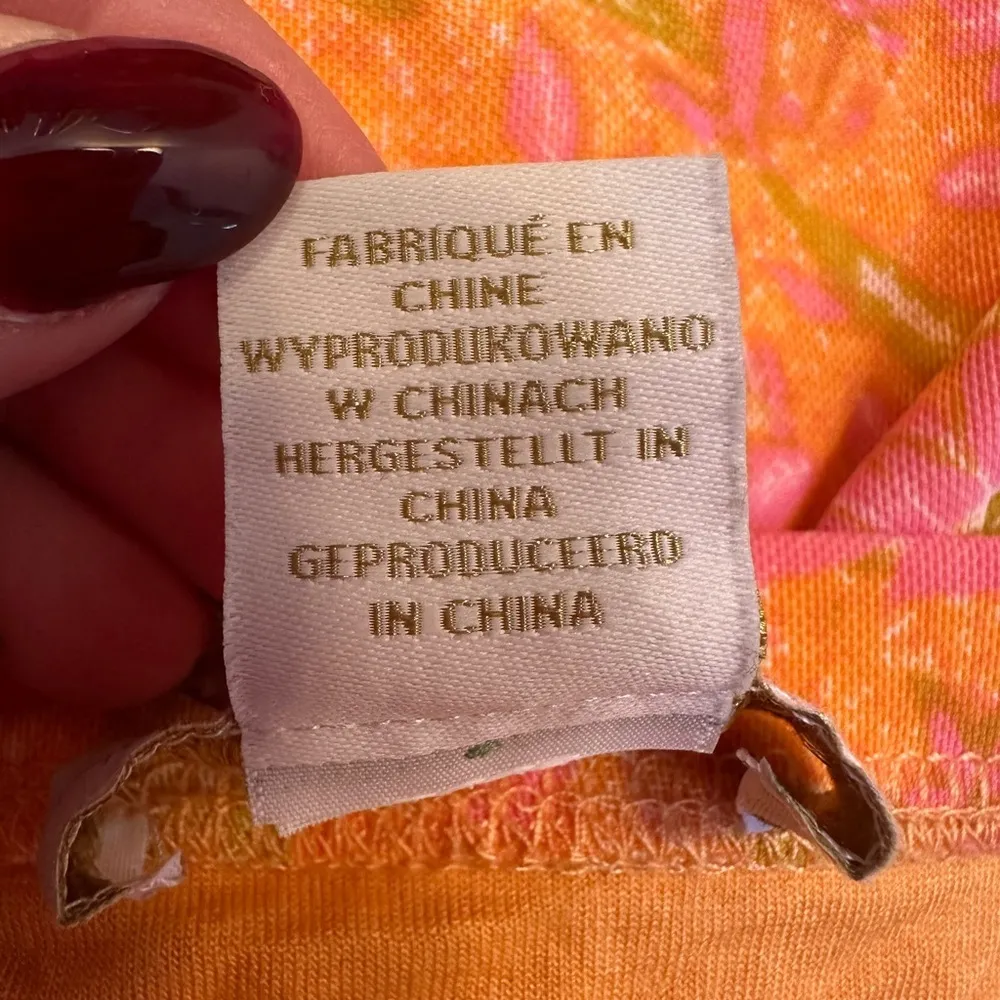 FABRIQUÉ EN
CHINE
WYPRODUKOWANO
W CHINACH
HERGESTELLT IN
CHINA
GEPRODUCEERD
IN CHINA